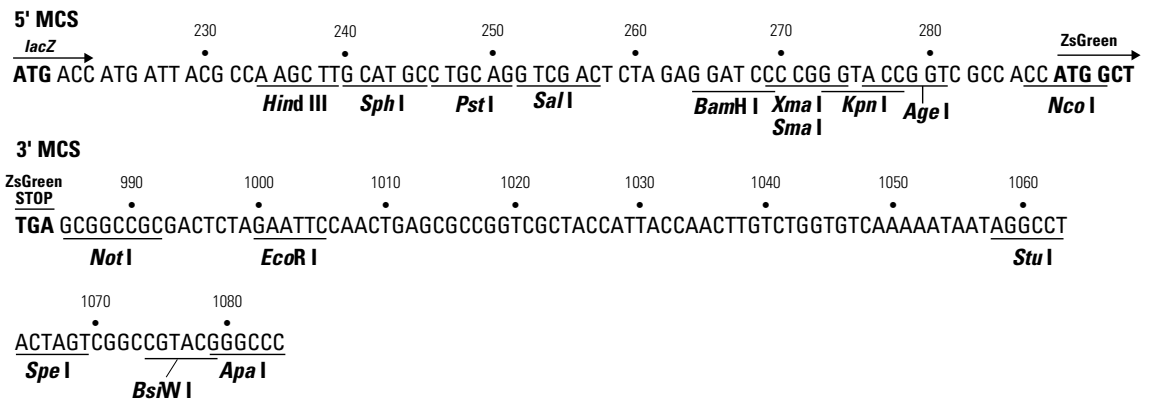 5' MCS
lacZ
230 240 250 260 270 280 ZsGreen
ATG ACC ATG ATT ACG CCA AGC TTG CAT GCC TGC AGG TCG ACT CTA GAG GAT CCC CGG GTA CCG GTC GCC ACC ATG GCT
Hind III Sph I Pst I Sal I BamH I Xma I Kpn I Age I Nco I
Sma I
3' MCS
ZsGreen 990 1000 1010 1020 1030 1040 1050 1060
STOP
TGA GCGGCCGCGACTCTAGAATTCCAACTGAGCGCCGGTCGCTACCATTACCAACTTGTCTGGTGTCAAAAATAATAGGCCT
Not I EcoR I Stu I
1070 1080
ACTAGTCGGCCGTACGGGCCC
Spe I Apa I
BsiW I